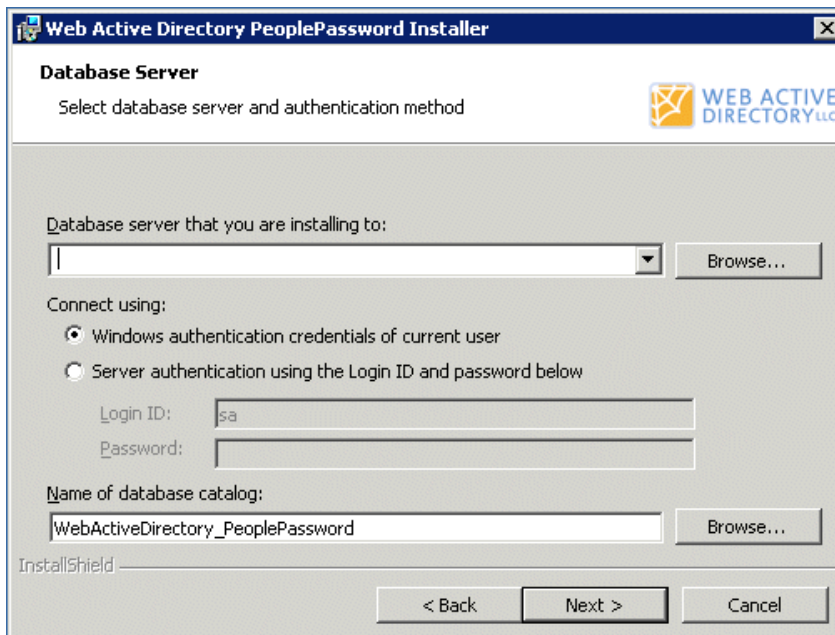 Web Active Directory PeoplePassword Installer
Database Server
Select database server and authentication method
WEB ACTIVE
DIRECTORY LLC
Database server that you are installing to:
Browse...
Connect using:
Windows authentication credentials of current user
Server authentication using the Login ID and password below
Login ID:
sa
Password:
Name of database catalog:
WebActiveDirectory_PeoplePassword
Browse...
InstallShield
< Back
Next >
Cancel